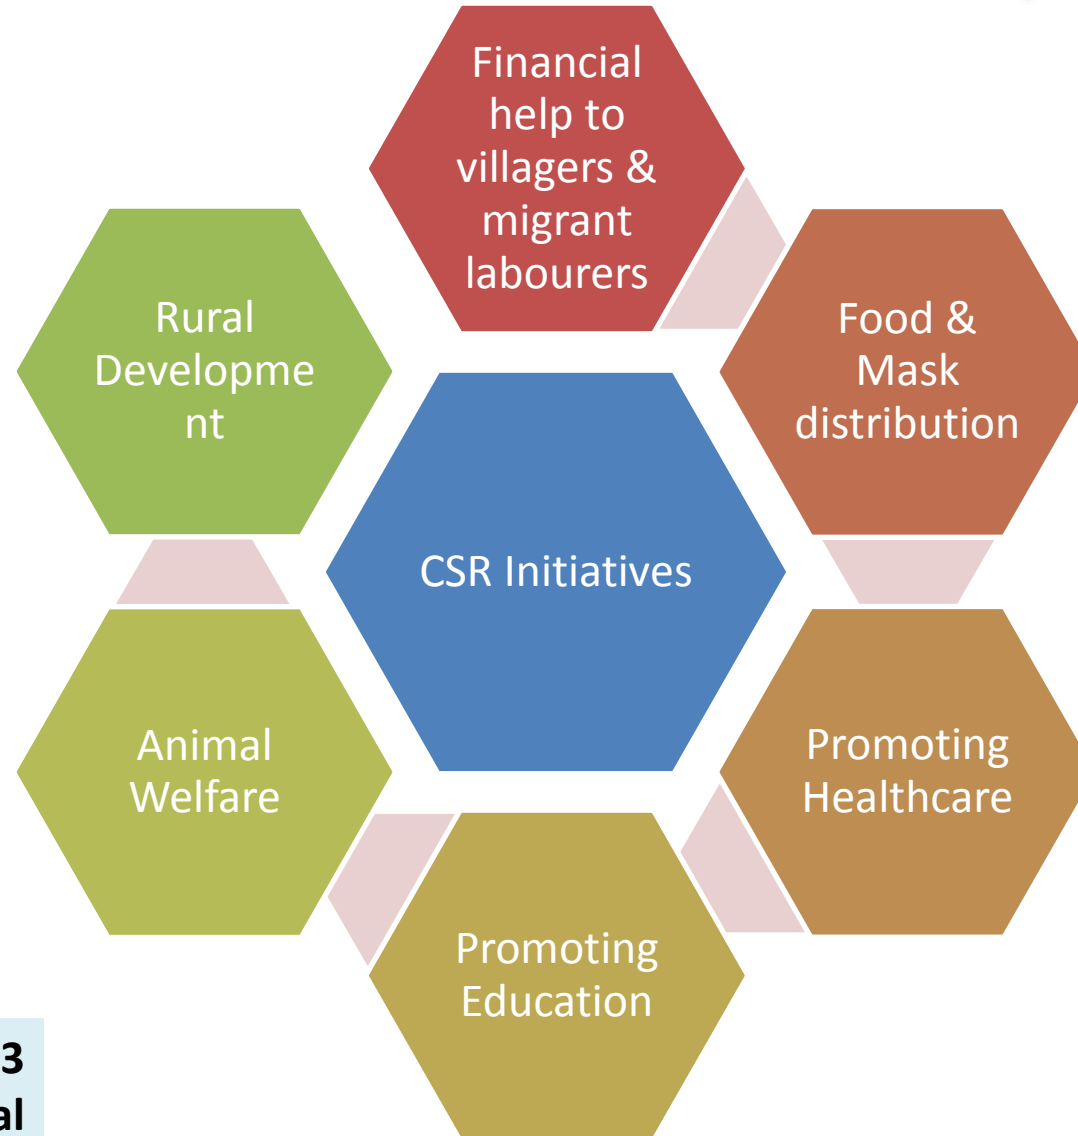 Financial
help to
villagers &
migrant
labourers
Food &
Mask
distribution
Rural
Developme
nt
CSR Initiatives
Promoting
Healthcare
Animal
Welfare
Promoting
Education
3
al